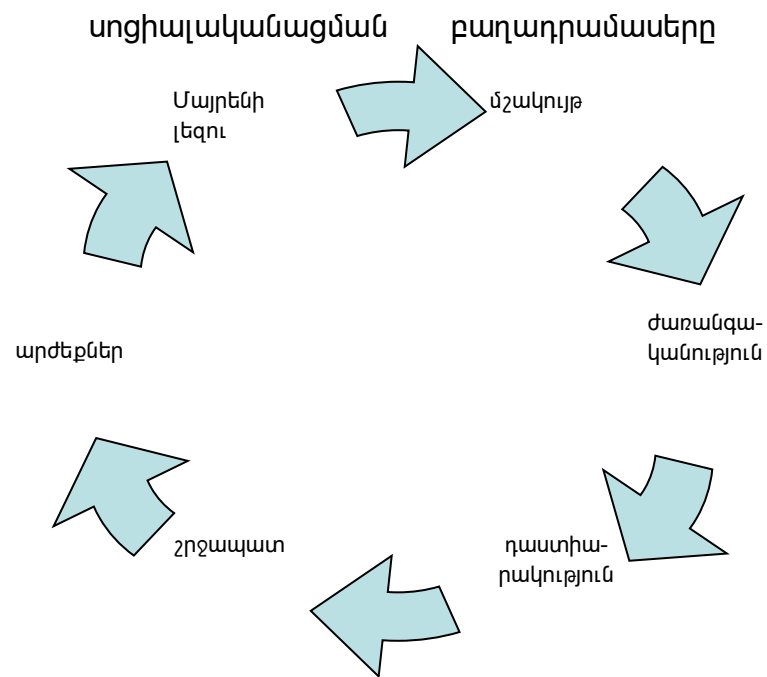 սոցիալականացման բաղադրամասերը
Մայրենի
լեզու
մշակույթ
ժառանգա-
կանություն
դաստիա-
րակություն
շրջապատ
արժեքներ